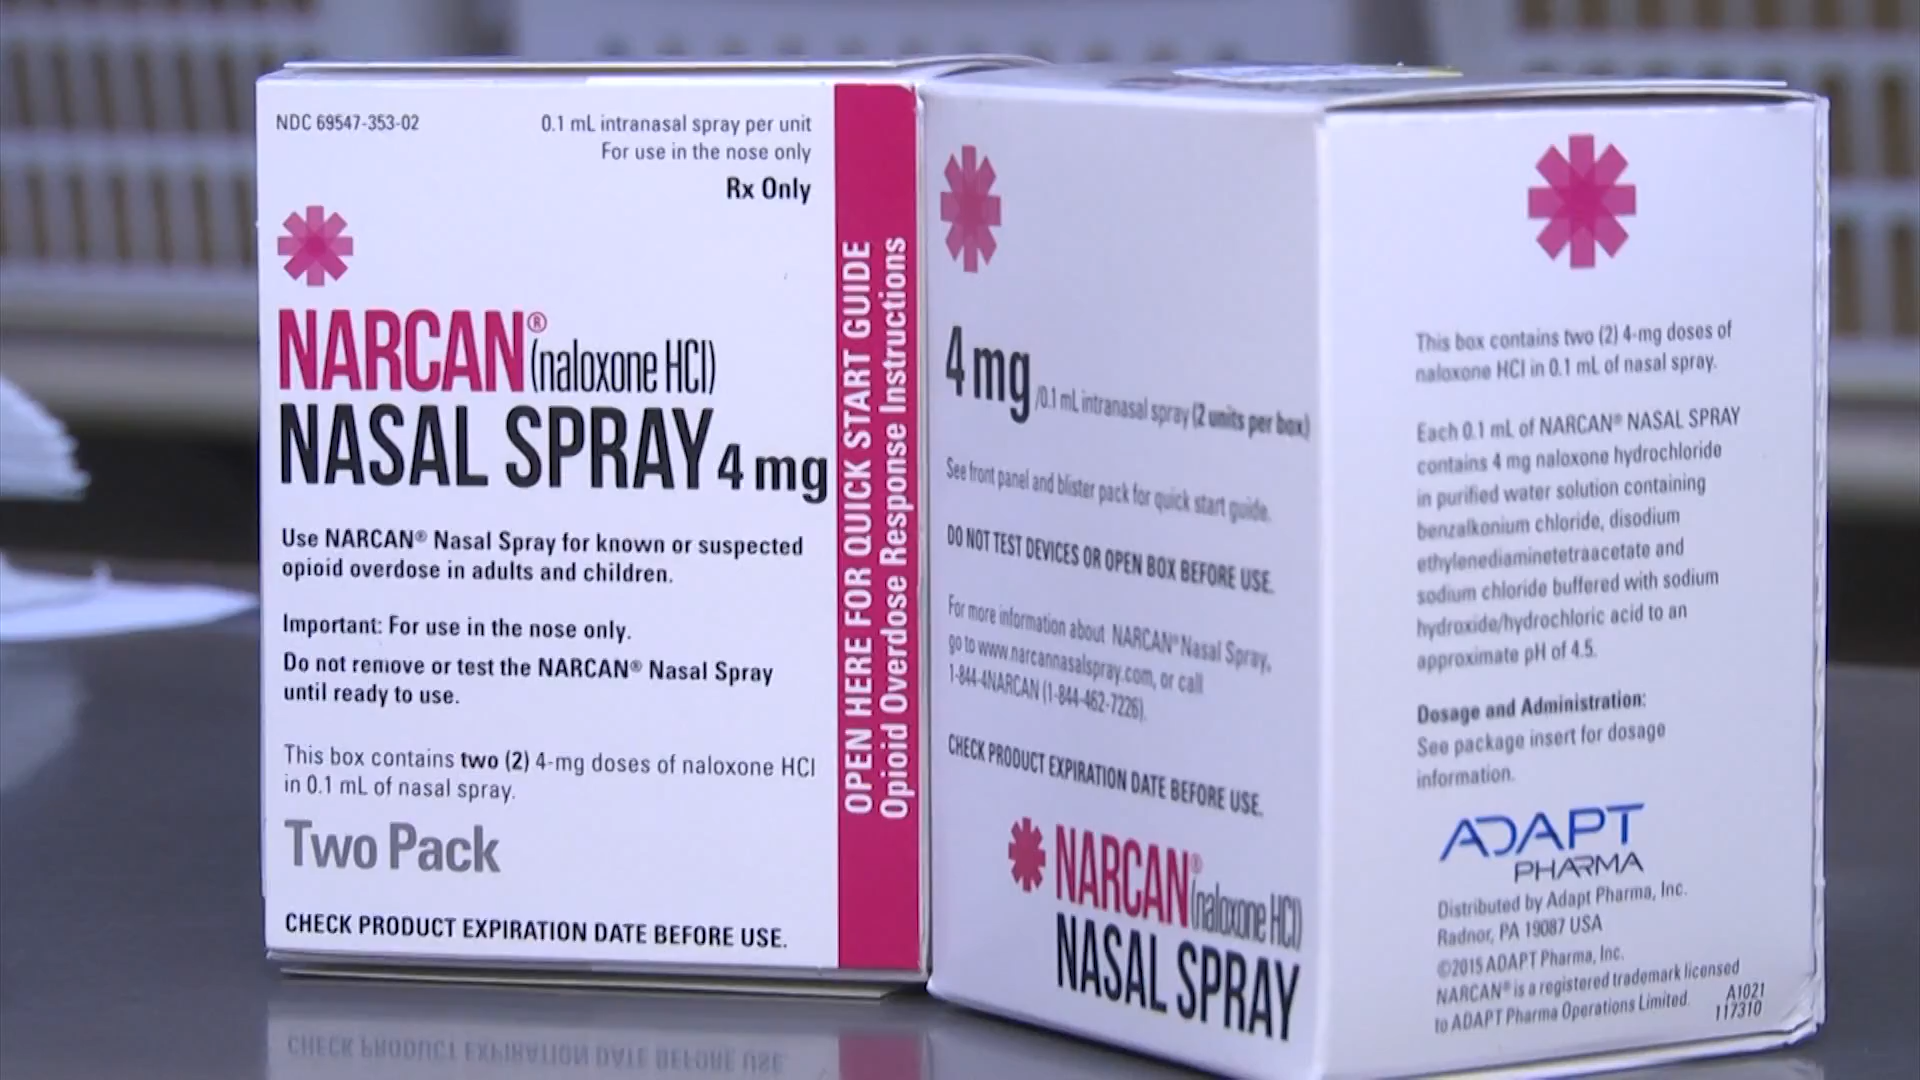 NDC 69547-353-02
0.1 mL intranasal spray per unit
For use in the nose only
Rx Only
NARCAN® (naloxone HCl)
NASAL SPRAY 4 mg
Use NARCAN® Nasal Spray for known or suspected
opioid overdose in adults and children.
Important: For use in the nose only.
Do not remove or test the NARCAN® Nasal Spray
until ready to use.
This box contains two (2) 4-mg doses of naloxone HCl
in 0.1 mL of nasal spray.
Two Pack
CHECK PRODUCT EXPIRATION DATE BEFORE USE.
OPEN HERE FOR QUICK START GUIDE
Opioid Overdose Response Instructions
4 mg /0.1 mL intranasal spray (2 units per box)
See front panel and blister pack for quick start guide.
DO NOT TEST DEVICES OR OPEN BOX BEFORE USE.
For more information about NARCAN® Nasal Spray,
go to www.narcannasalspray.com, or call
1-844-4NARCAN (1-844-462-7226).
CHECK PRODUCT EXPIRATION DATE BEFORE USE.
NARCAN® (naloxone HCl)
NASAL SPRAY
This box contains two (2) 4-mg doses of
naloxone HCl in 0.1 mL of nasal spray.
Each 0.1 mL of NARCAN® NASAL SPRAY
contains 4 mg naloxone hydrochloride
in purified water solution containing
benzalkonium chloride, disodium
ethylenediaminetetraacetate and
sodium chloride buffered with sodium
hydroxide/hydrochloric acid to an
approximate pH of 4.5.
Dosage and Administration:
See package insert for dosage
information.
ADAPT
PHARMA
Distributed by Adapt Pharma, Inc.
Radnor, PA 19087 USA
©2015 ADAPT Pharma, Inc.
NARCAN® is a registered trademark licensed
to ADAPT Pharma Operations Limited.
A1021
117310
CHECK PRODUCT EXPIRATION DATE BEFORE USE